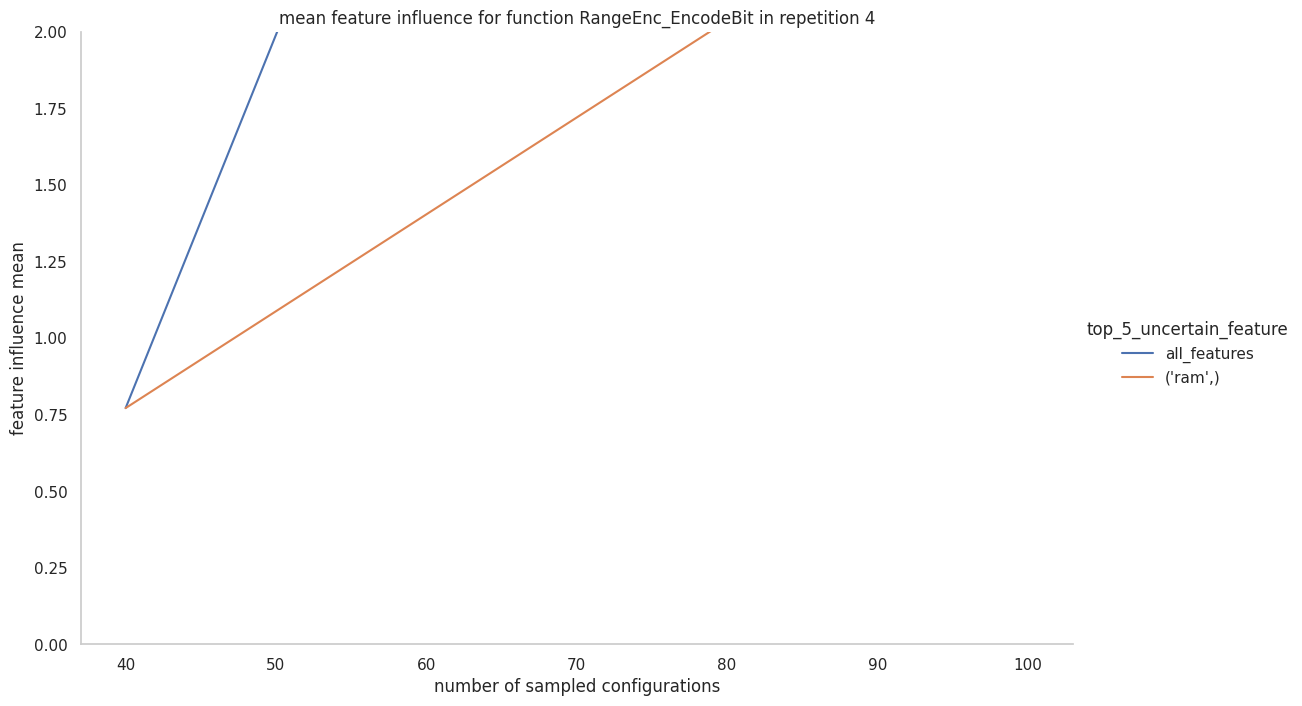 mean feature influence for function RangeEnc_EncodeBit in repetition 4
2.00
1.75
1.50
1.25
1.00
0.75
0.50
0.25
0.00
feature influence mean
40 50 60 70 80 90 100
number of sampled configurations
top_5_uncertain_feature
all_features
('ram',)